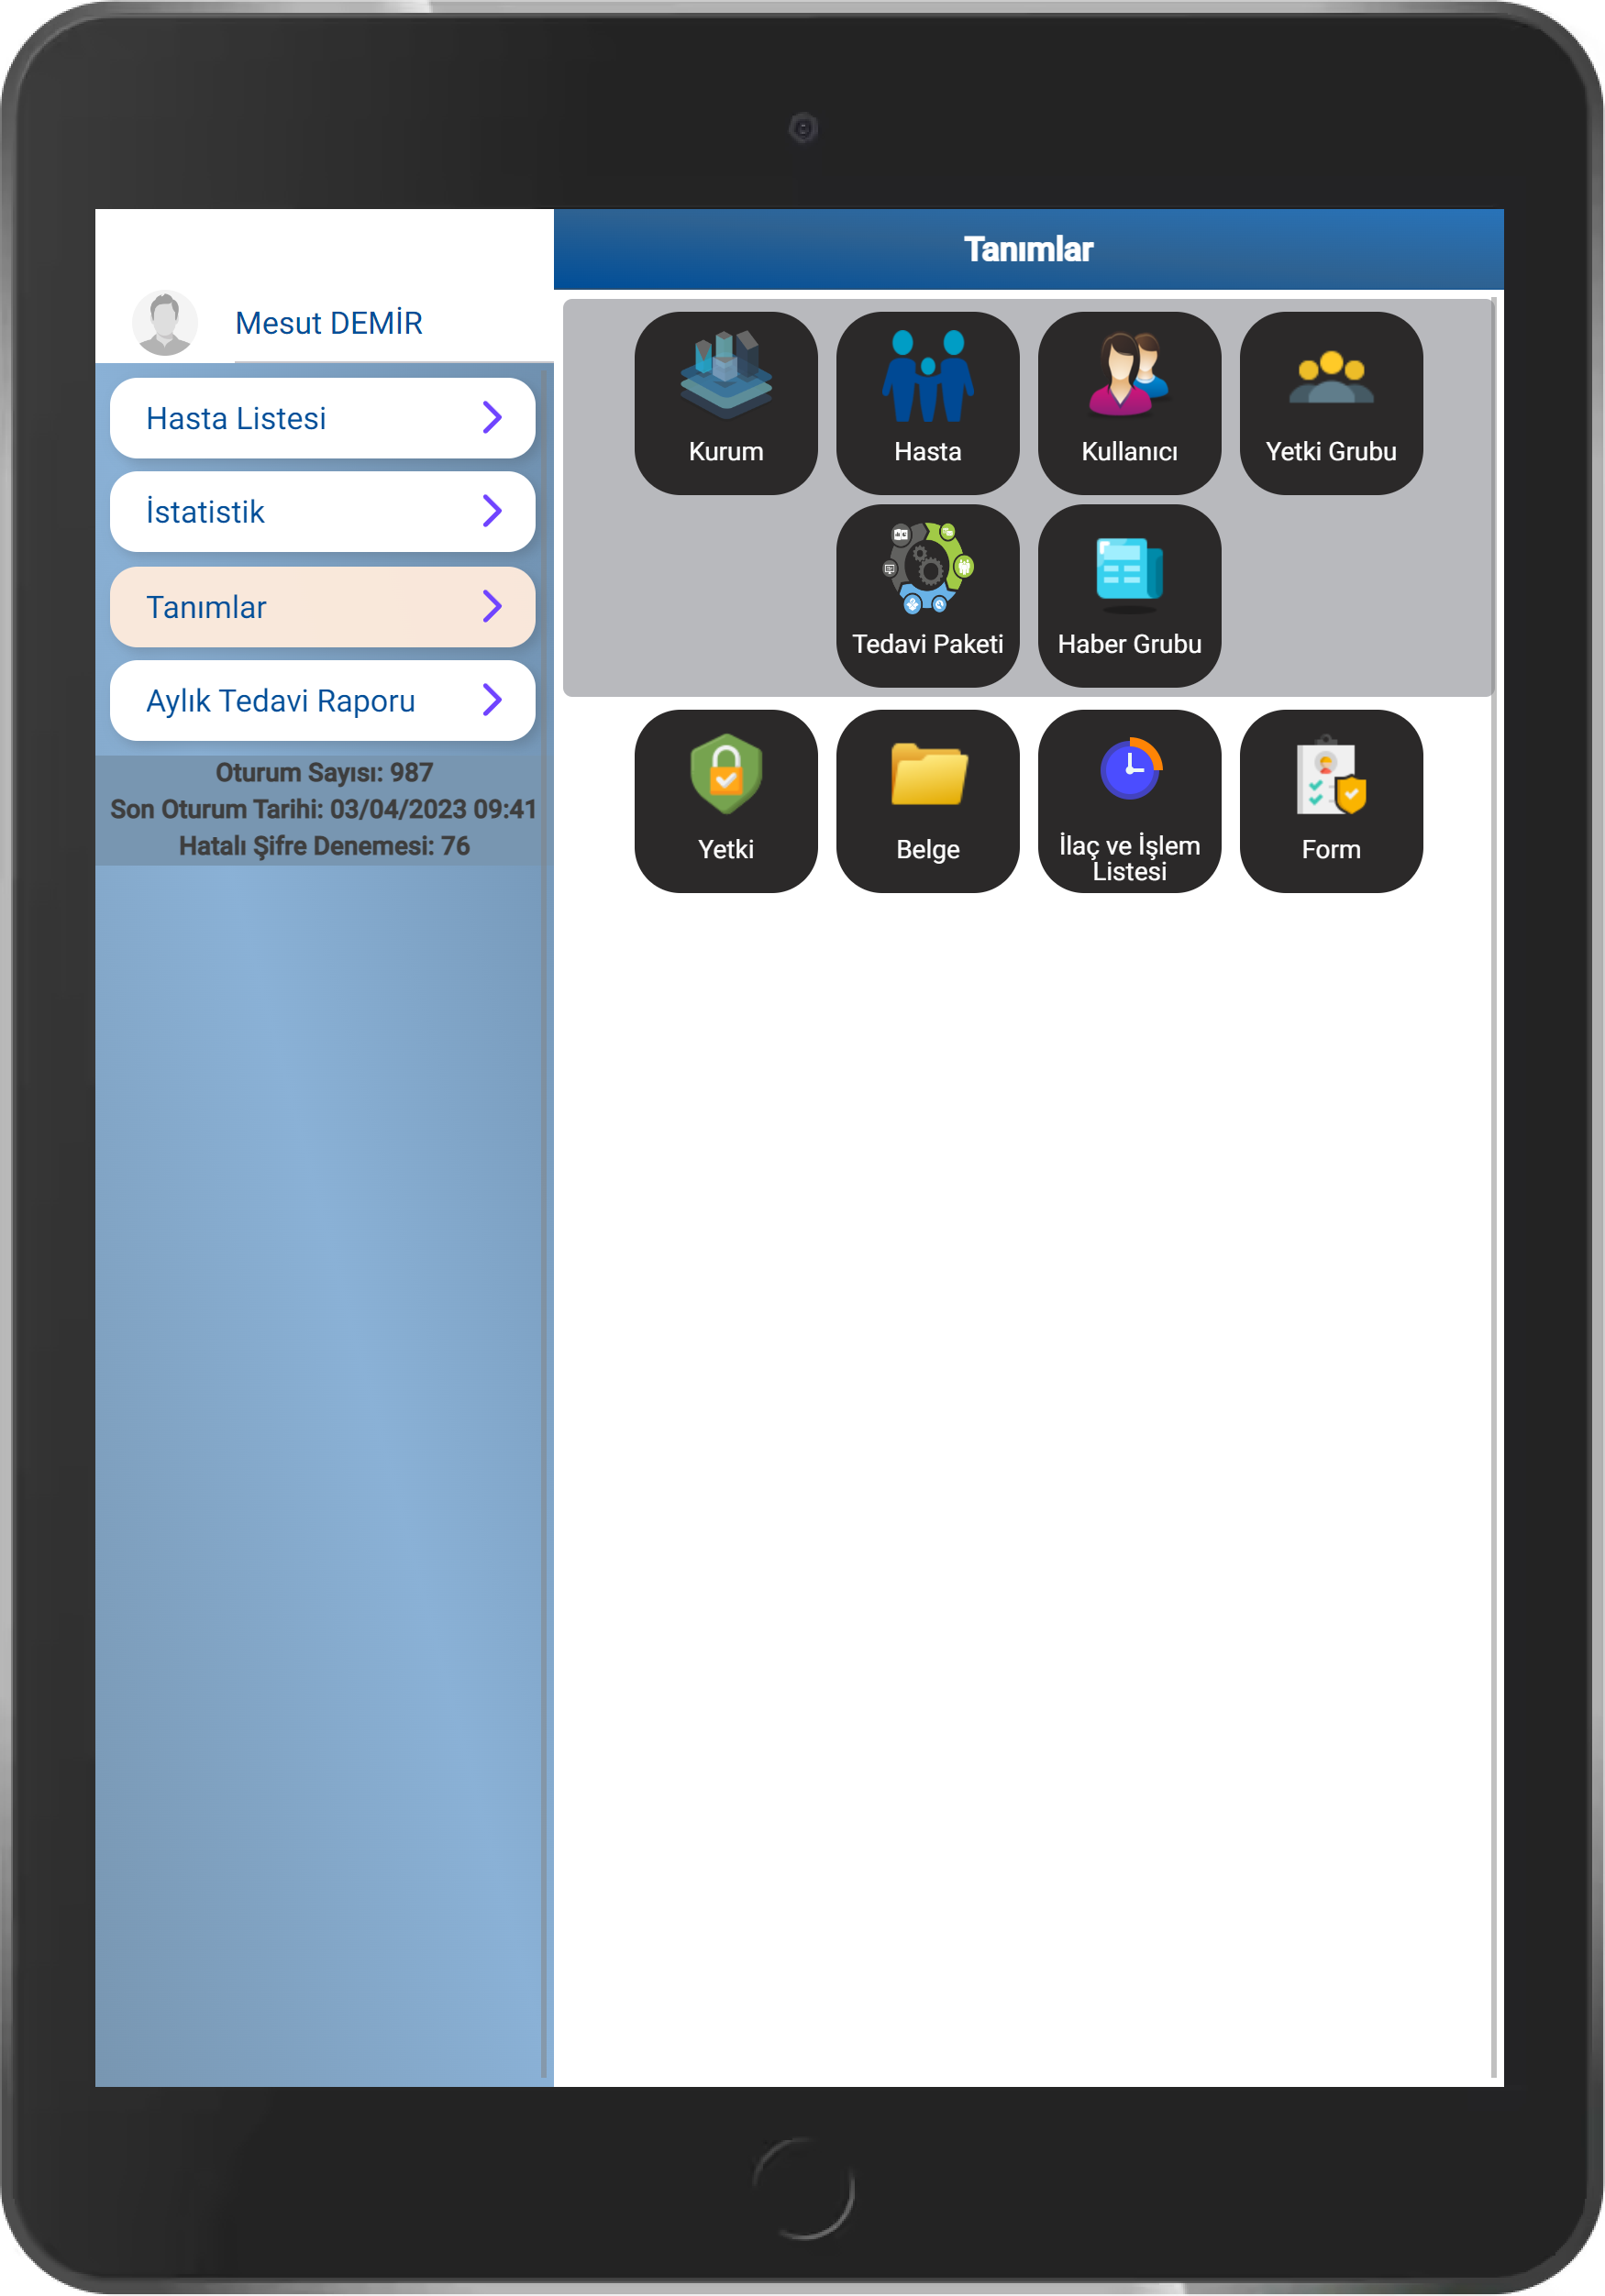 Mesut DEMİR
Hasta Listesi
İstatistik
Tanımlar
Aylık Tedavi Raporu
Oturum Sayısı: 987
Son Oturum Tarihi: 03/04/2023 09:41
Hatalı Şifre Denemesi: 76
Tanımlar
Kurum
Hasta
Kullanıcı
Yetki Grubu
Tedavi Paketi
Haber Grubu
Yetki
Belge
İlaç ve İşlem
Listesi
Form